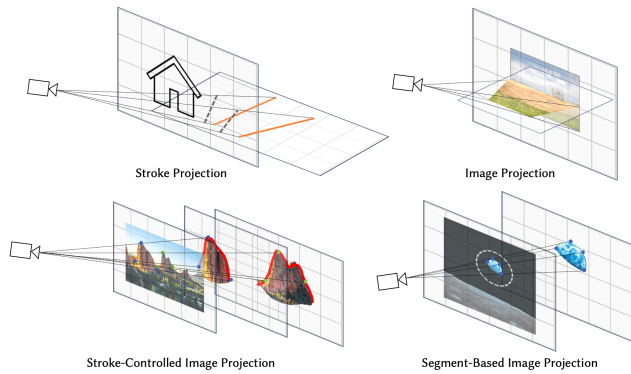 Stroke Projection
Image Projection
Stroke-Controlled Image Projection
Segment-Based Image Projection